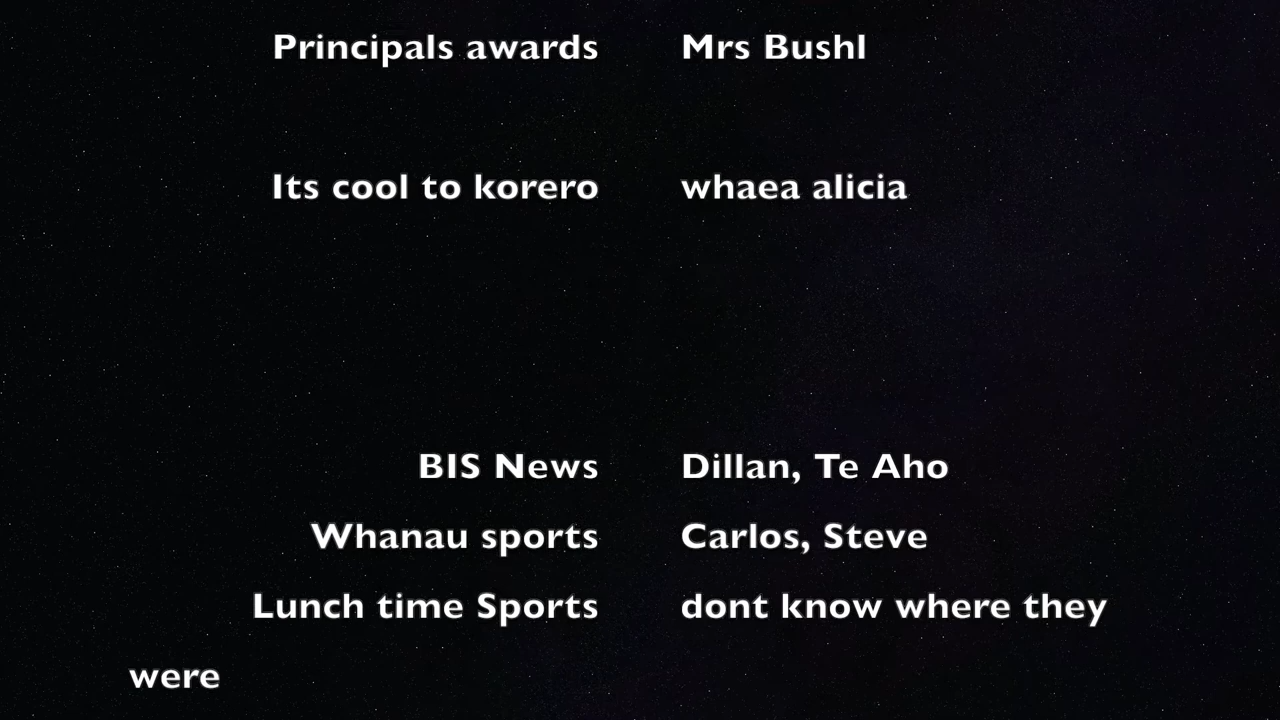 Principals awards Mrs Bushl
Its cool to korero whaea alicia
BIS News Dillan, Te Aho
Whanau sports Carlos, Steve
Lunch time Sports dont know where they
were